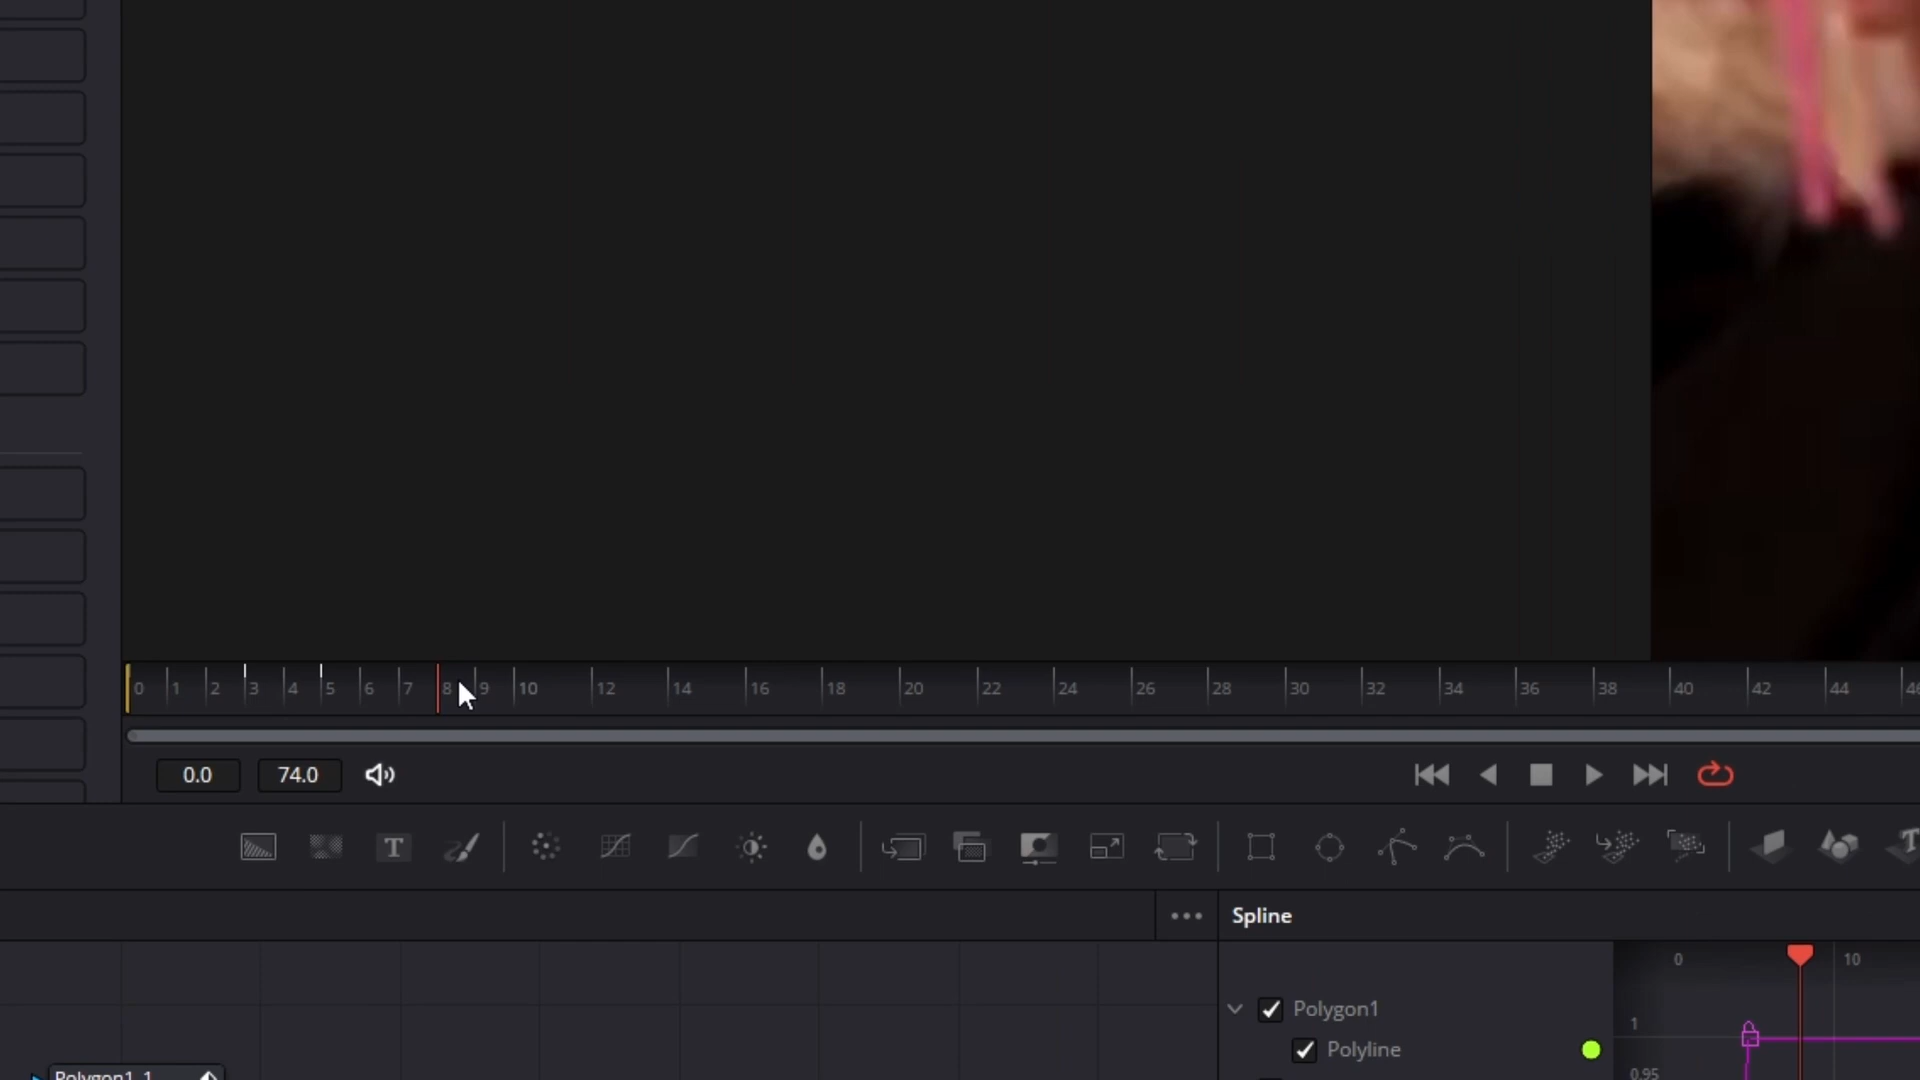 0 1 2 3 4 5 6 7 8 9 10 12 14 16 18 20 22 24 26 28 30 32 34 36 38 40 42 44 46
0.0 74.0
T
Spline
0 10
Polygon1
1
Polyline
0.95
Polygon1_1